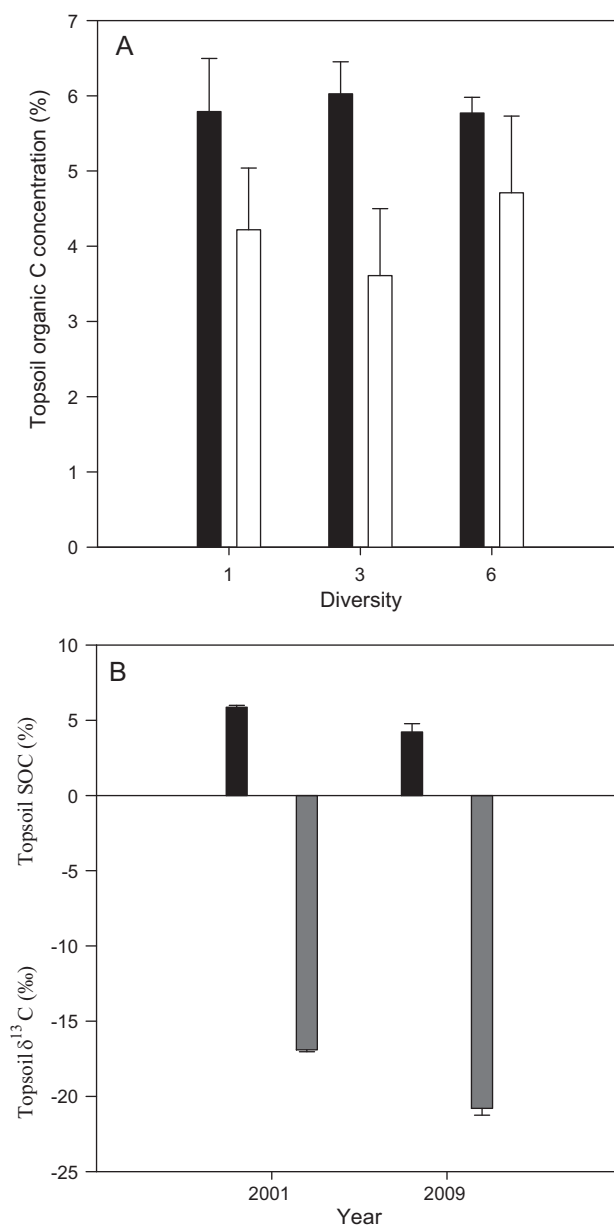 A
Topsoil organic C concentration (%)
7
6
5
4
3
2
1
0
1 3 6
Diversity
B
Topsoil SOC (%)
Topsoil δ¹³C (‰)
10
5
0
-5
-10
-15
-20
-25
2001 2009
Year